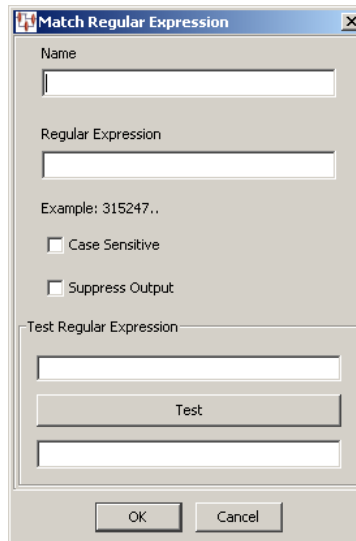 Match Regular Expression
Name
Regular Expression
Example: 315247..
Case Sensitive
Suppress Output
Test Regular Expression
Test
OK
Cancel